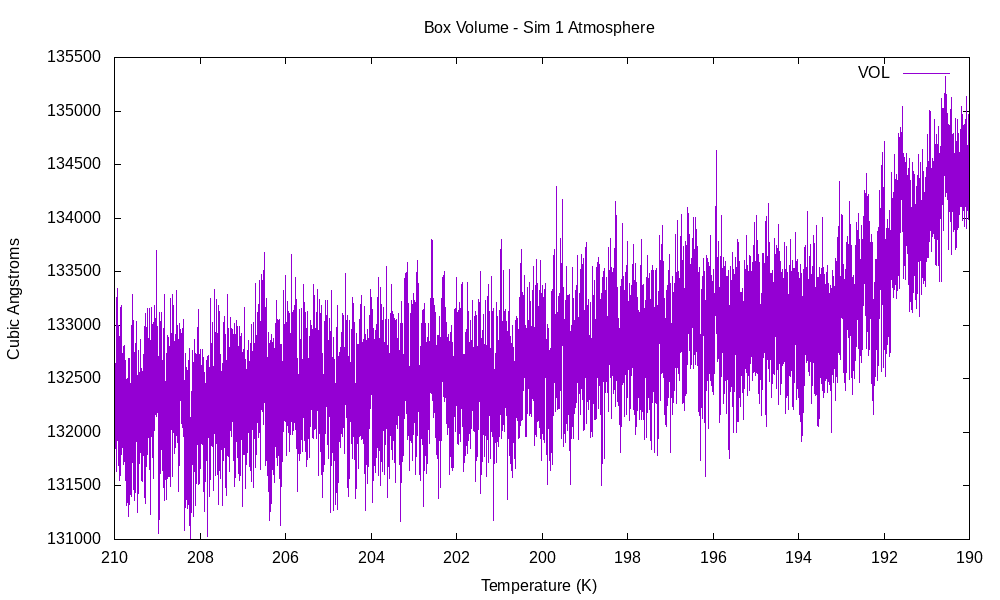 Box Volume - Sim 1 Atmosphere
VOL
135500
135000
134500
134000
133500
133000
132500
132000
131500
131000
Cubic Angstroms
210 208 206 204 202 200 198 196 194 192 190
Temperature (K)